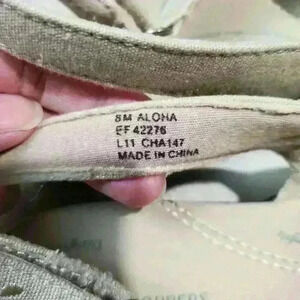 8M ALOHA
EF 42276
L11 CHA147
MADE IN CHINA